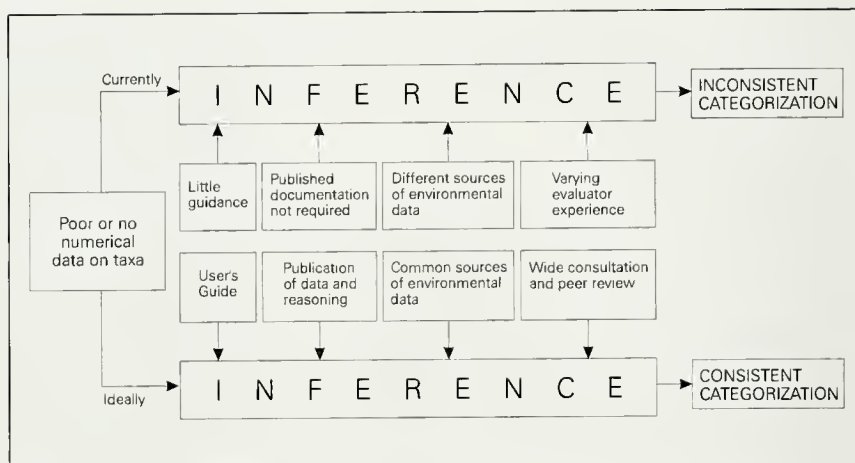 Currently
I N F E R E N C E
INCONSISTENT
CATEGORIZATION
Little
guidance
Published
documentation
not required
Different sources
of environmental
data
Varying
evaluator
experience
Poor or no
numerical
data on taxa
User's
Guide
Publication
of data and
reasoning
Common sources
of environmental
data
Wide consultation
and peer review
Ideally
I N F E R E N C E
CONSISTENT
CATEGORIZATION